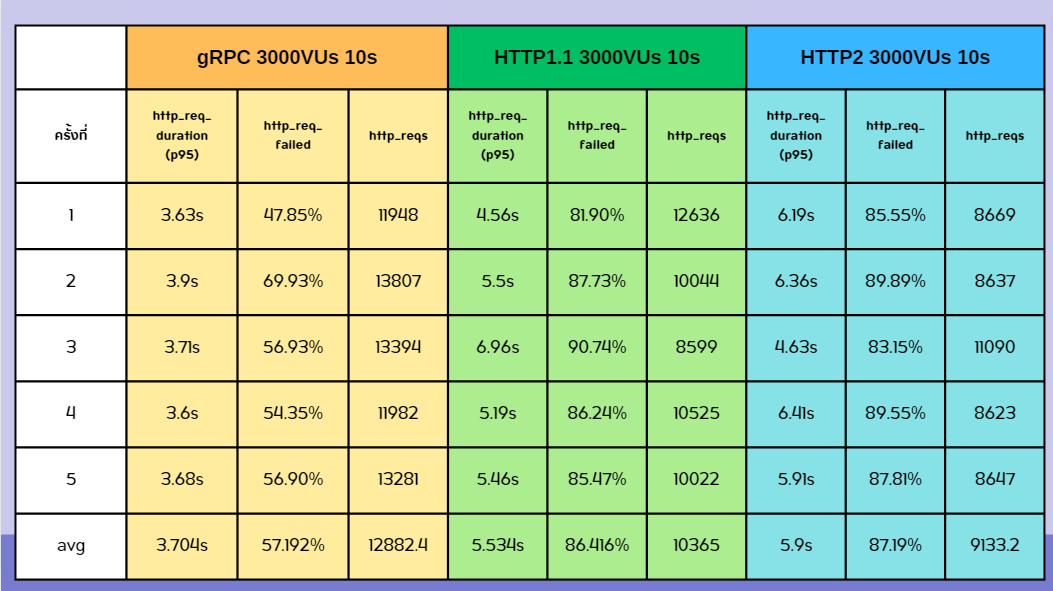 gRPC 3000VUs 10s HTTP1.1 3000VUs 10s HTTP2 3000VUs 10s
ครั้งที่ http_req_duration (p95) http_req_failed http_reqs http_req_duration (p95) http_req_failed http_reqs http_req_duration (p95) http_req_failed http_reqs
1 3.63s 47.85% 11948 4.56s 81.90% 12636 6.19s 85.55% 8669
2 3.9s 69.93% 13807 5.5s 87.73% 10044 6.36s 89.89% 8637
3 3.71s 56.93% 13394 6.96s 90.74% 8599 4.63s 83.15% 11090
4 3.6s 54.35% 11982 5.19s 86.24% 10525 6.41s 89.55% 8623
5 3.68s 56.90% 13281 5.46s 85.47% 10022 5.91s 87.81% 8647
avg 3.704s 57.192% 12882.4 5.534s 86.416% 10365 5.9s 87.19% 9133.2